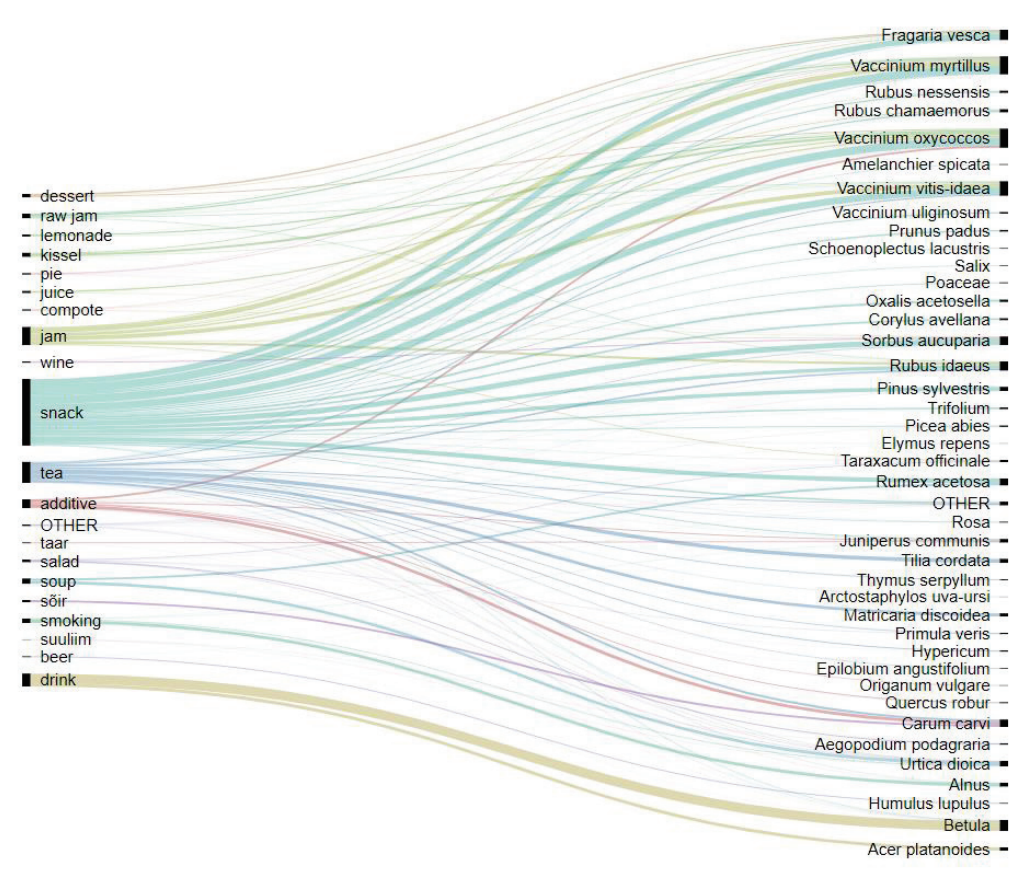 dessert
raw jam
lemonade
kissel
pie
juice
compote
jam
wine
snack
tea
additive
OTHER
taar
salad
soup
sõir
smoking
suuliim
beer
drink
Fragaria vesca
Vaccinium myrtillus
Rubus nessensis
Rubus chamaemorus
Vaccinium oxycoccos
Amelanchier spicata
Vaccinium vitis-idaea
Vaccinium uliginosum
Prunus padus
Schoenoplectus lacustris
Salix
Poaceae
Oxalis acetosella
Corylus avellana
Sorbus aucuparia
Rubus idaeus
Pinus sylvestris
Trifolium
Picea abies
Elymus repens
Taraxacum officinale
Rumex acetosa
OTHER
Rosa
Juniperus communis
Tilia cordata
Thymus serpyllum
Arctostaphylos uva-ursi
Matricaria discoidea
Primula veris
Hypericum
Epilobium angustifolium
Origanum vulgare
Quercus robur
Carum carvi
Aegopodium podagraria
Urtica dioica
Alnus
Humulus lupulus
Betula
Acer platanoides